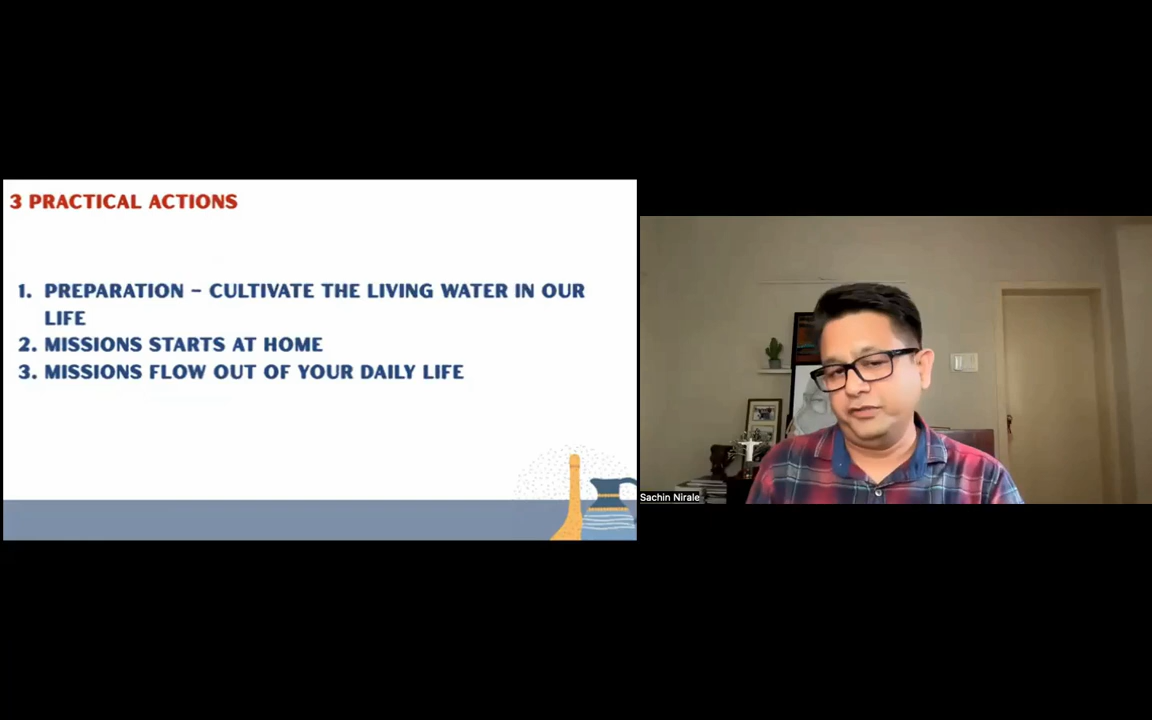 3 PRACTICAL ACTIONS
1. PREPARATION – CULTIVATE THE LIVING WATER IN OUR
LIFE
2. MISSIONS STARTS AT HOME
3. MISSIONS FLOW OUT OF YOUR DAILY LIFE
Sachin Nirale